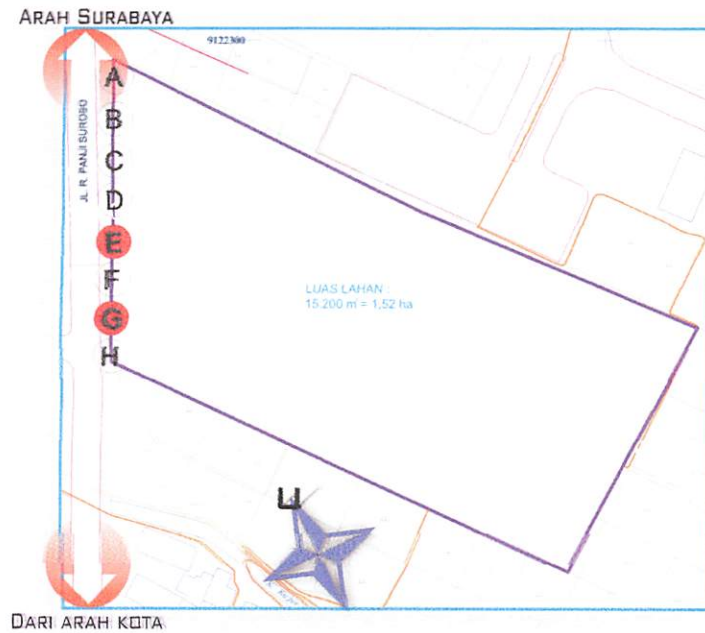 ARAH SURABAYA
9122300
A
B
C
D
E
F
G
H
JL. R. PANJI SUROSO
LUAS LAHAN :
15.200 m² = 1,52 ha
U
DARI ARAH KOTA